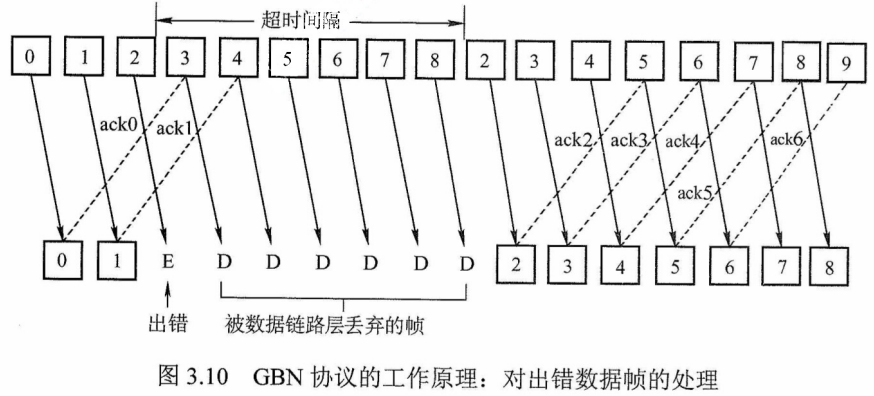 超时间隔
0 1 2 3 4 5 6 7 8 2 3 4 5 6 7 8 9
ack0 ack1 ack2 ack3 ack4 ack6
ack5
0 1 E D D D D D D 2 3 4 5 6 7 8
出错 被数据链路层丢弃的帧
图 3.10 GBN 协议的工作原理：对出错数据帧的处理